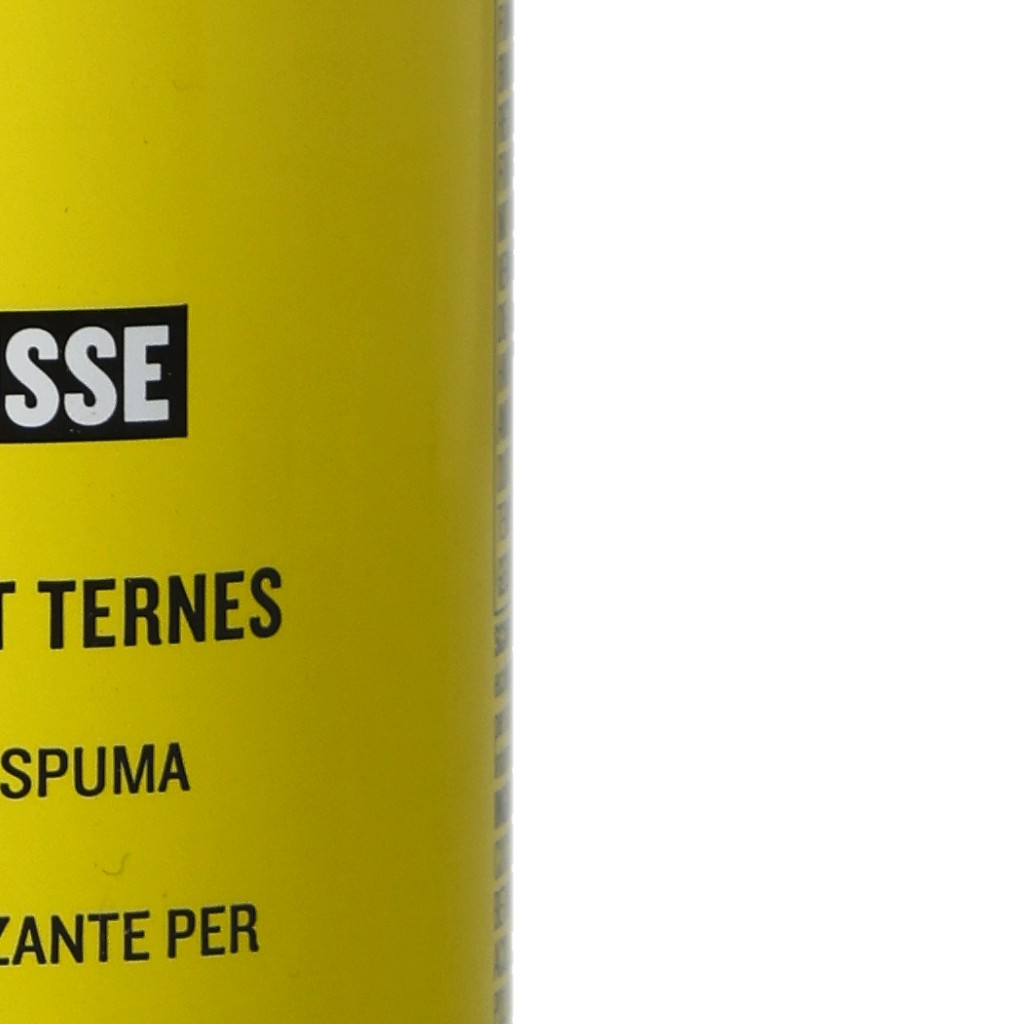 SSE
T TERNES
SPUMA
ZANTE PER